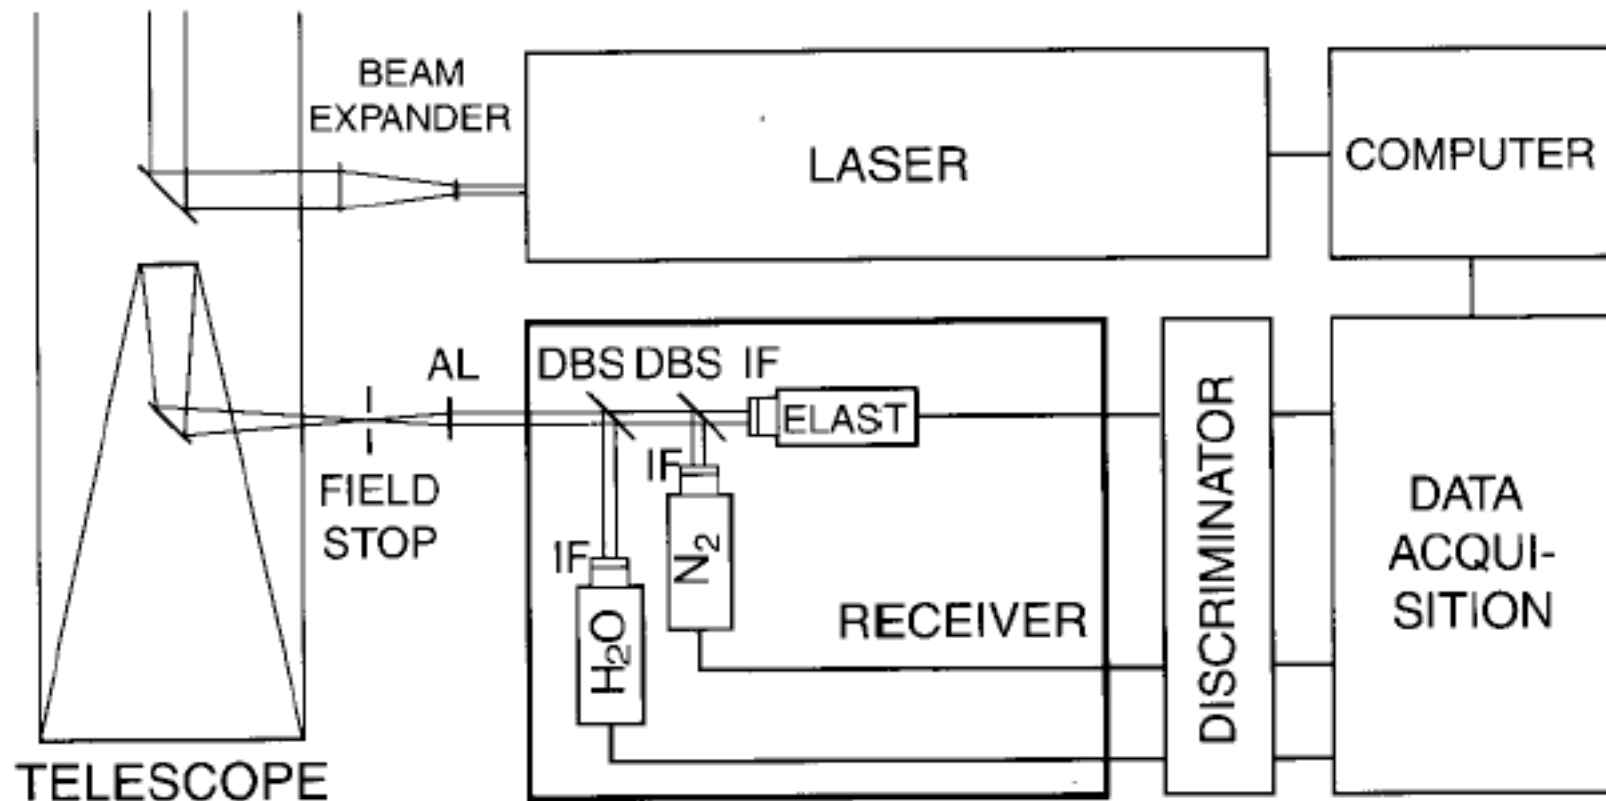 BEAM
EXPANDER
LASER
COMPUTER
AL
DBS
DBS
IF
ELAST
FIELD
STOP
IF
N2
IF
H2O
RECEIVER
DISCRIMINATOR
DATA
ACQUI-
SITION
TELESCOPE